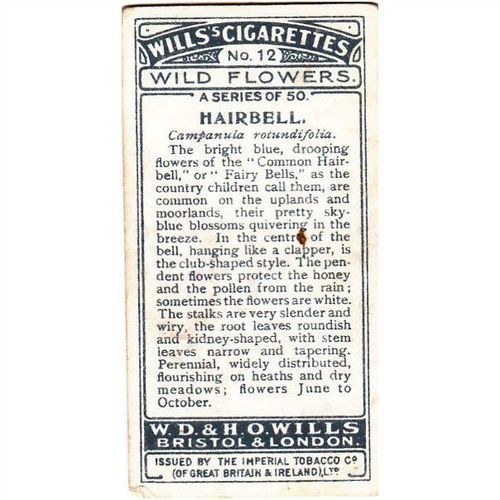 WILLS'S CIGARETTES
No. 12
WILD FLOWERS.
A SERIES OF 50.
HAIRBELL.
Campanula rotundifolia.
The bright blue, drooping
flowers of the "Common Hair-
bell," or "Fairy Bells," as
the country children call them, are
common on the uplands and
moorlands, their pretty sky-
blue blossoms quivering in the
breeze. In the centre of the
bell, hanging like a clapper, is
the club-shaped style. The pen-
dent flowers protect the honey
and the pollen from the rain;
sometimes the flowers are white.
The stalks are very slender and
wiry, the root leaves roundish
and kidney-shaped, with stem
leaves narrow and tapering.
Perennial, widely distributed,
flourishing on heaths and dry
meadows; flowers June to
October.
W.D. & H.O. WILLS
BRISTOL & LONDON.
ISSUED BY THE IMPERIAL TOBACCO Co
(OF GREAT BRITAIN & IRELAND), LTD